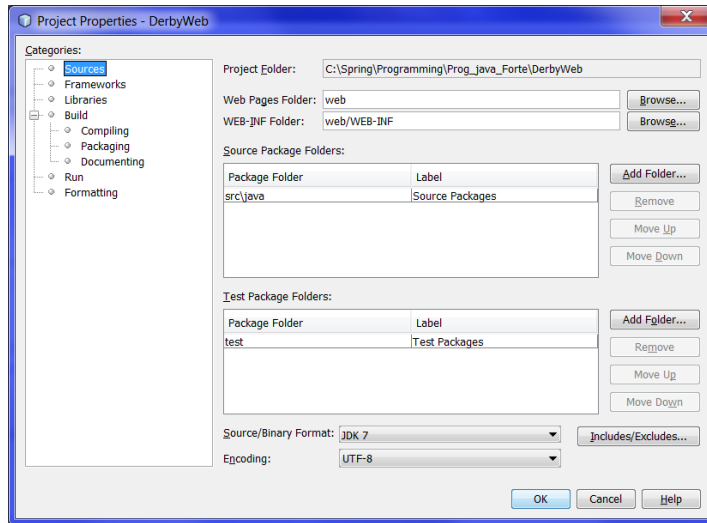 Project Properties - DerbyWeb
X
Categories:
Sources
Frameworks
Libraries
Build
Compiling
Packaging
Documenting
Run
Formatting
Project Folder: C:\Spring\Programming\Prog_java_Forte\DerbyWeb
Web Pages Folder: web Browse...
WEB-INF Folder: web/WEB-INF Browse...
Source Package Folders:
Package Folder Label
src\java Source Packages
Add Folder...
Remove
Move Up
Move Down
Test Package Folders:
Package Folder Label
test Test Packages
Add Folder...
Remove
Move Up
Move Down
Source/Binary Format: JDK 7 Includes/Excludes...
Encoding: UTF-8
OK Cancel Help